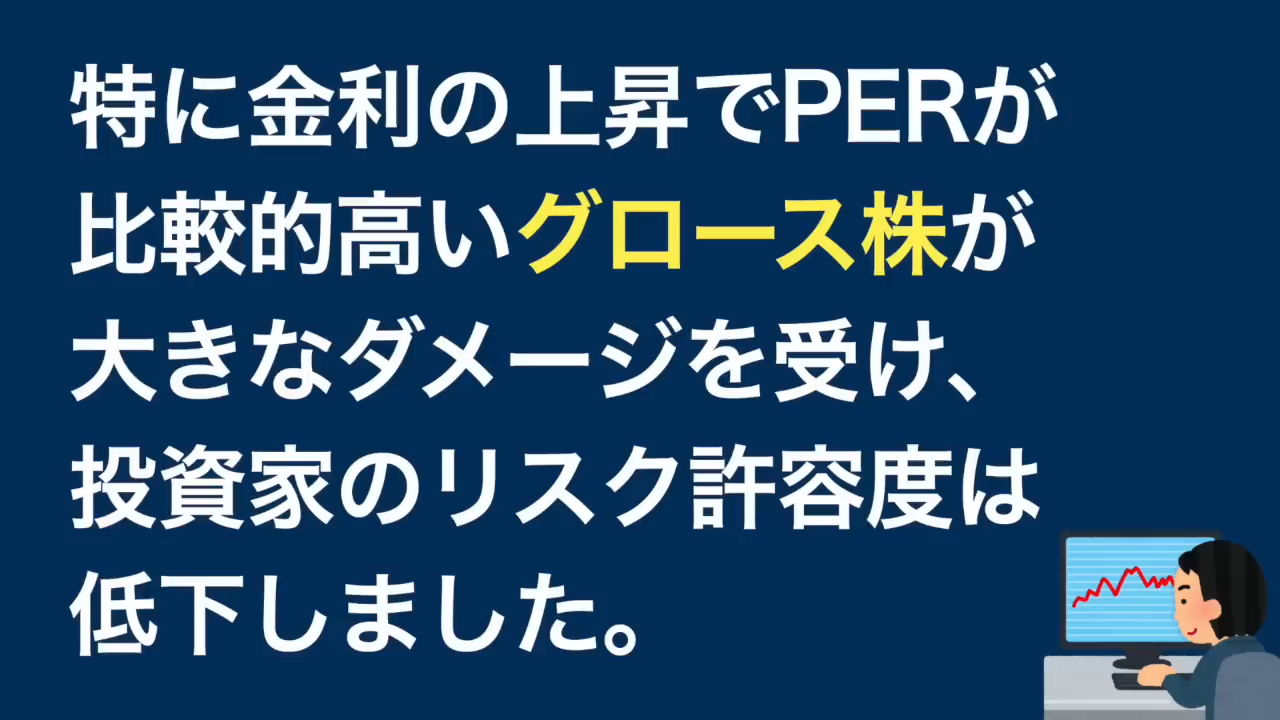 特に金利の上昇でPERが
比較的高いグロース株が
大きなダメージを受け、
投資家のリスク許容度は
低下しました。